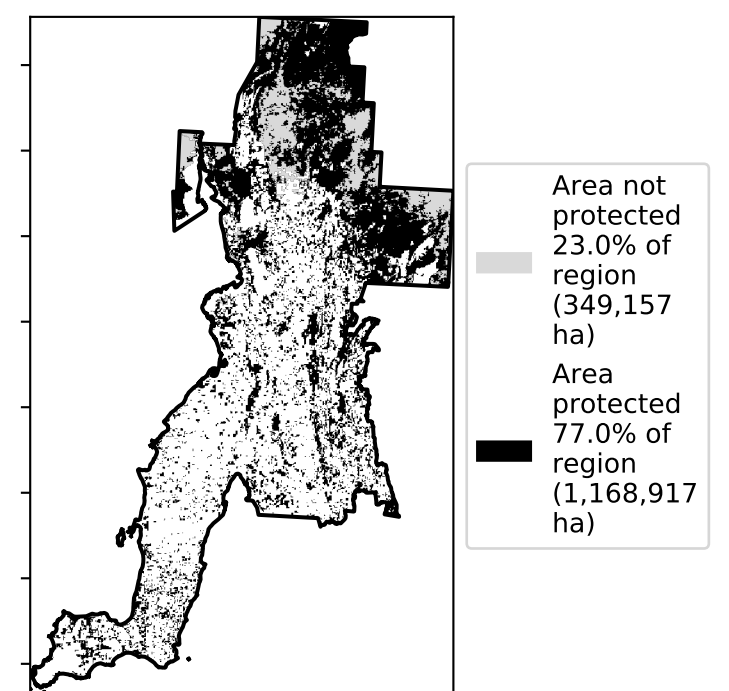 Area not
protected
23.0% of
region
(349,157
ha)
Area
protected
77.0% of
region
(1,168,917
ha)